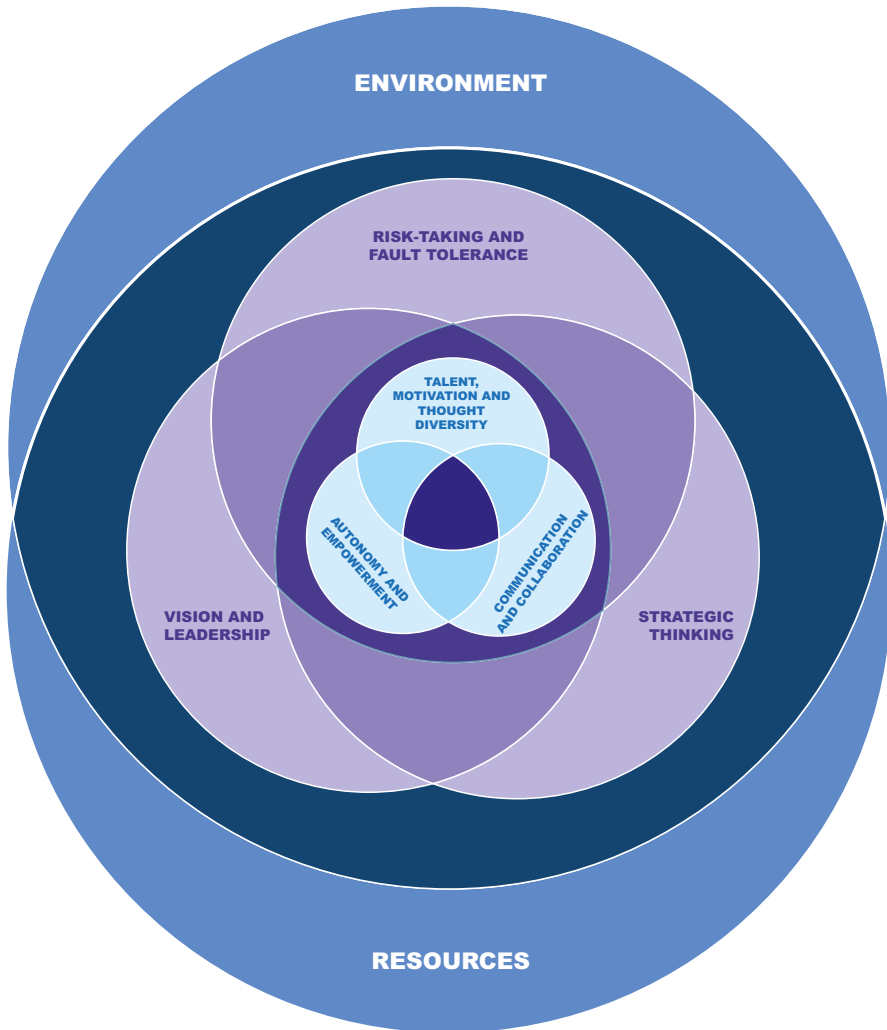 ENVIRONMENT
RISK-TAKING AND
FAULT TOLERANCE
TALENT,
MOTIVATION AND
THOUGHT
DIVERSITY
AUTONOMY AND
EMPOWERMENT
COMMUNICATION
AND COLLABORATION
VISION AND
LEADERSHIP
STRATEGIC
THINKING
RESOURCES